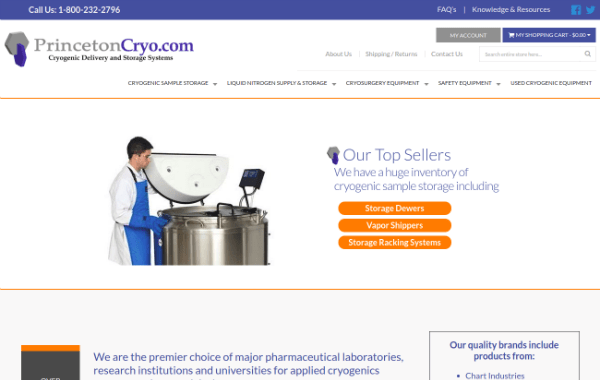 Call Us: 1-800-232-2796
FAQ's | Knowledge & Resources
PrincetonCryo.com
Cryogenic Delivery and Storage Systems
MY ACCOUNT
MY SHOPPING CART - $0.00
About Us | Shipping / Returns | Contact Us
Search entire store here...
CRYOGENIC SAMPLE STORAGE
LIQUID NITROGEN SUPPLY & STORAGE
CRYOSURGERY EQUIPMENT
SAFETY EQUIPMENT
USED CRYOGENIC EQUIPMENT
Our Top Sellers
We have a huge inventory of
cryogenic sample storage including
Storage Dewers
Vapor Shippers
Storage Racking Systems
OVER
We are the premier choice of major pharmaceutical laboratories,
research institutions and universities for applied cryogenics
Our quality brands include
products from:
• Chart Industries